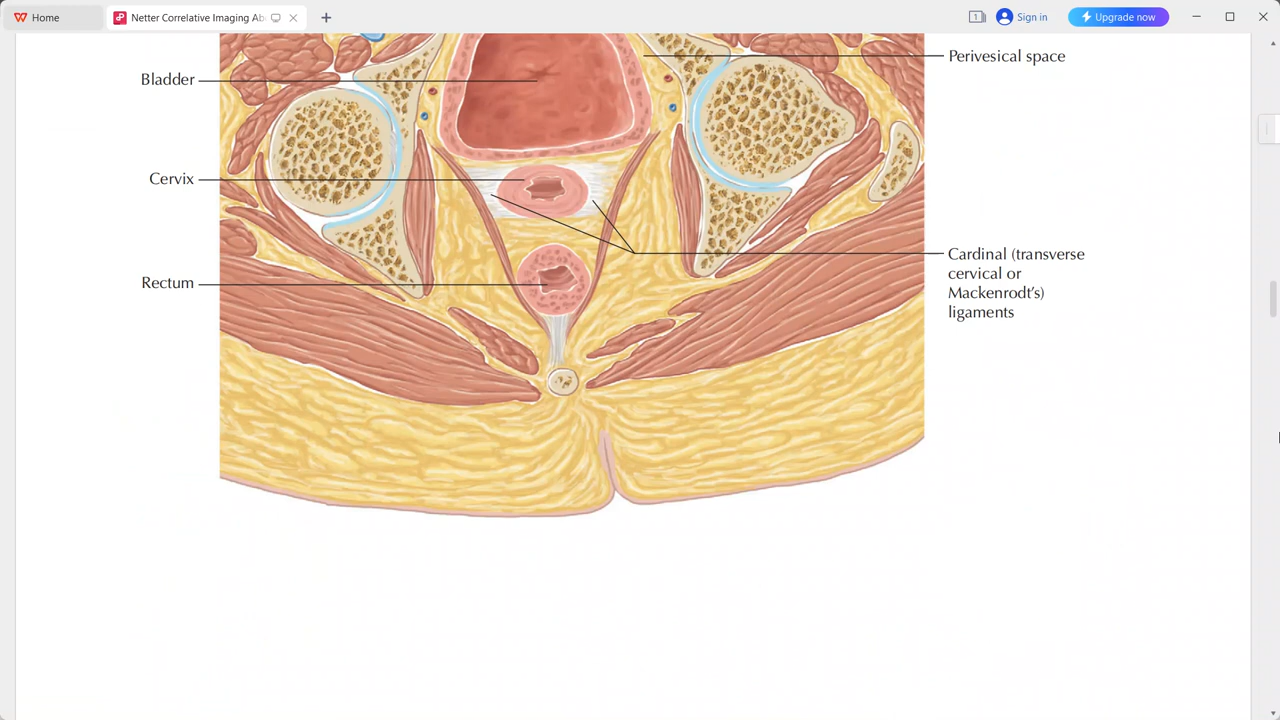 Home
Netter Correlative Imaging Ab
1
Sign in
Upgrade now
Perivesical space
Bladder
Cervix
Cardinal (transverse
cervical or
Mackenrodt's)
ligaments
Rectum